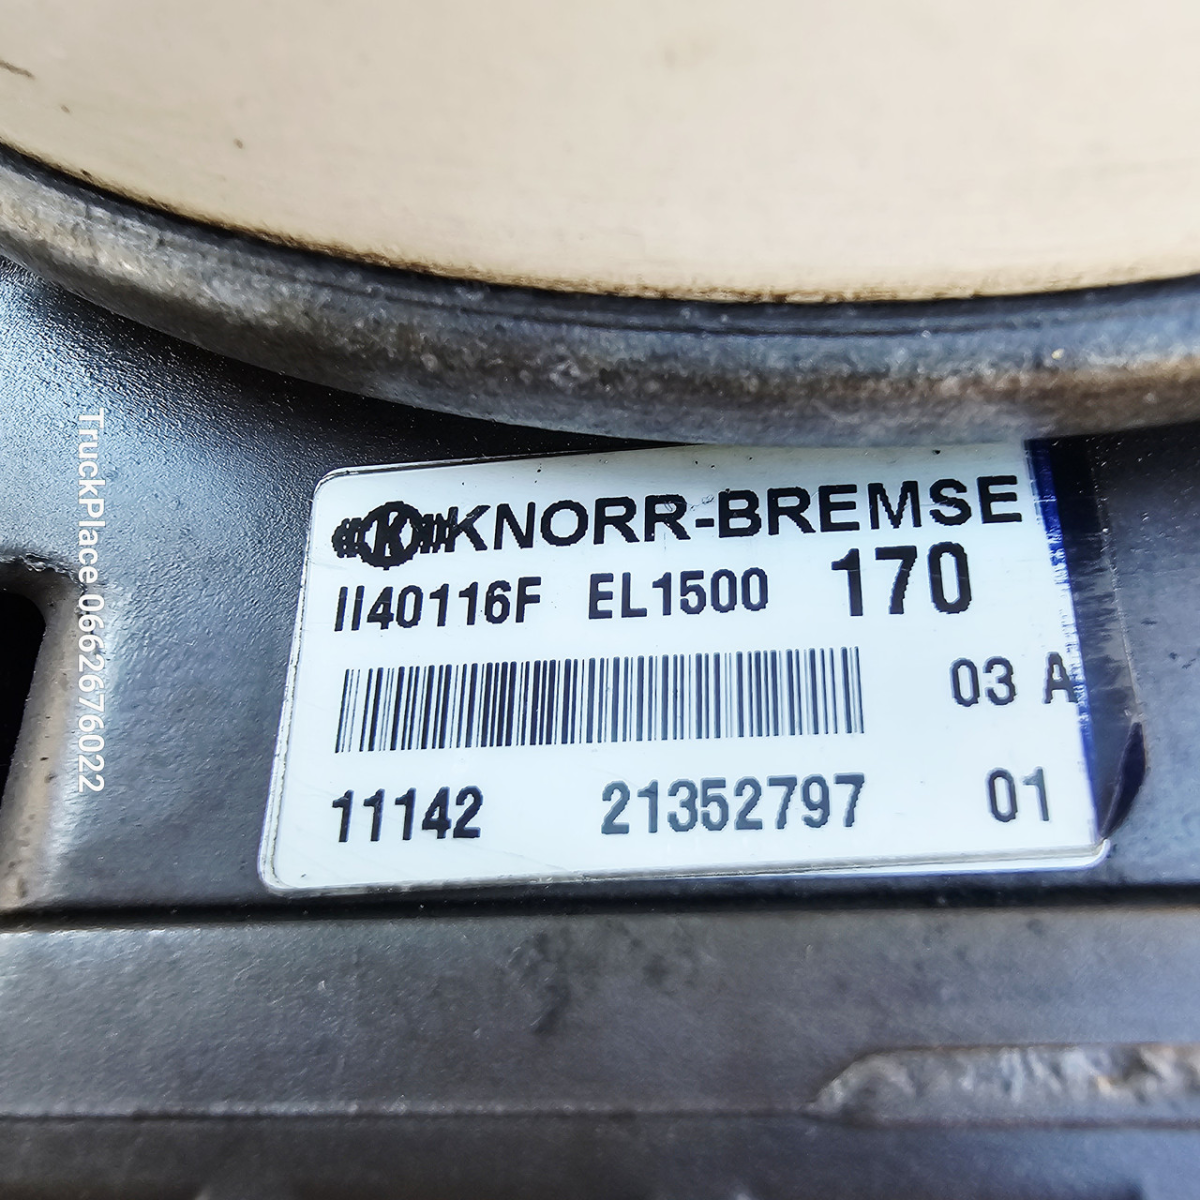 KNORR-BREMSE
II40116F EL1500 170
03 A
11142 21352797 01
TruckPlace 0662676022